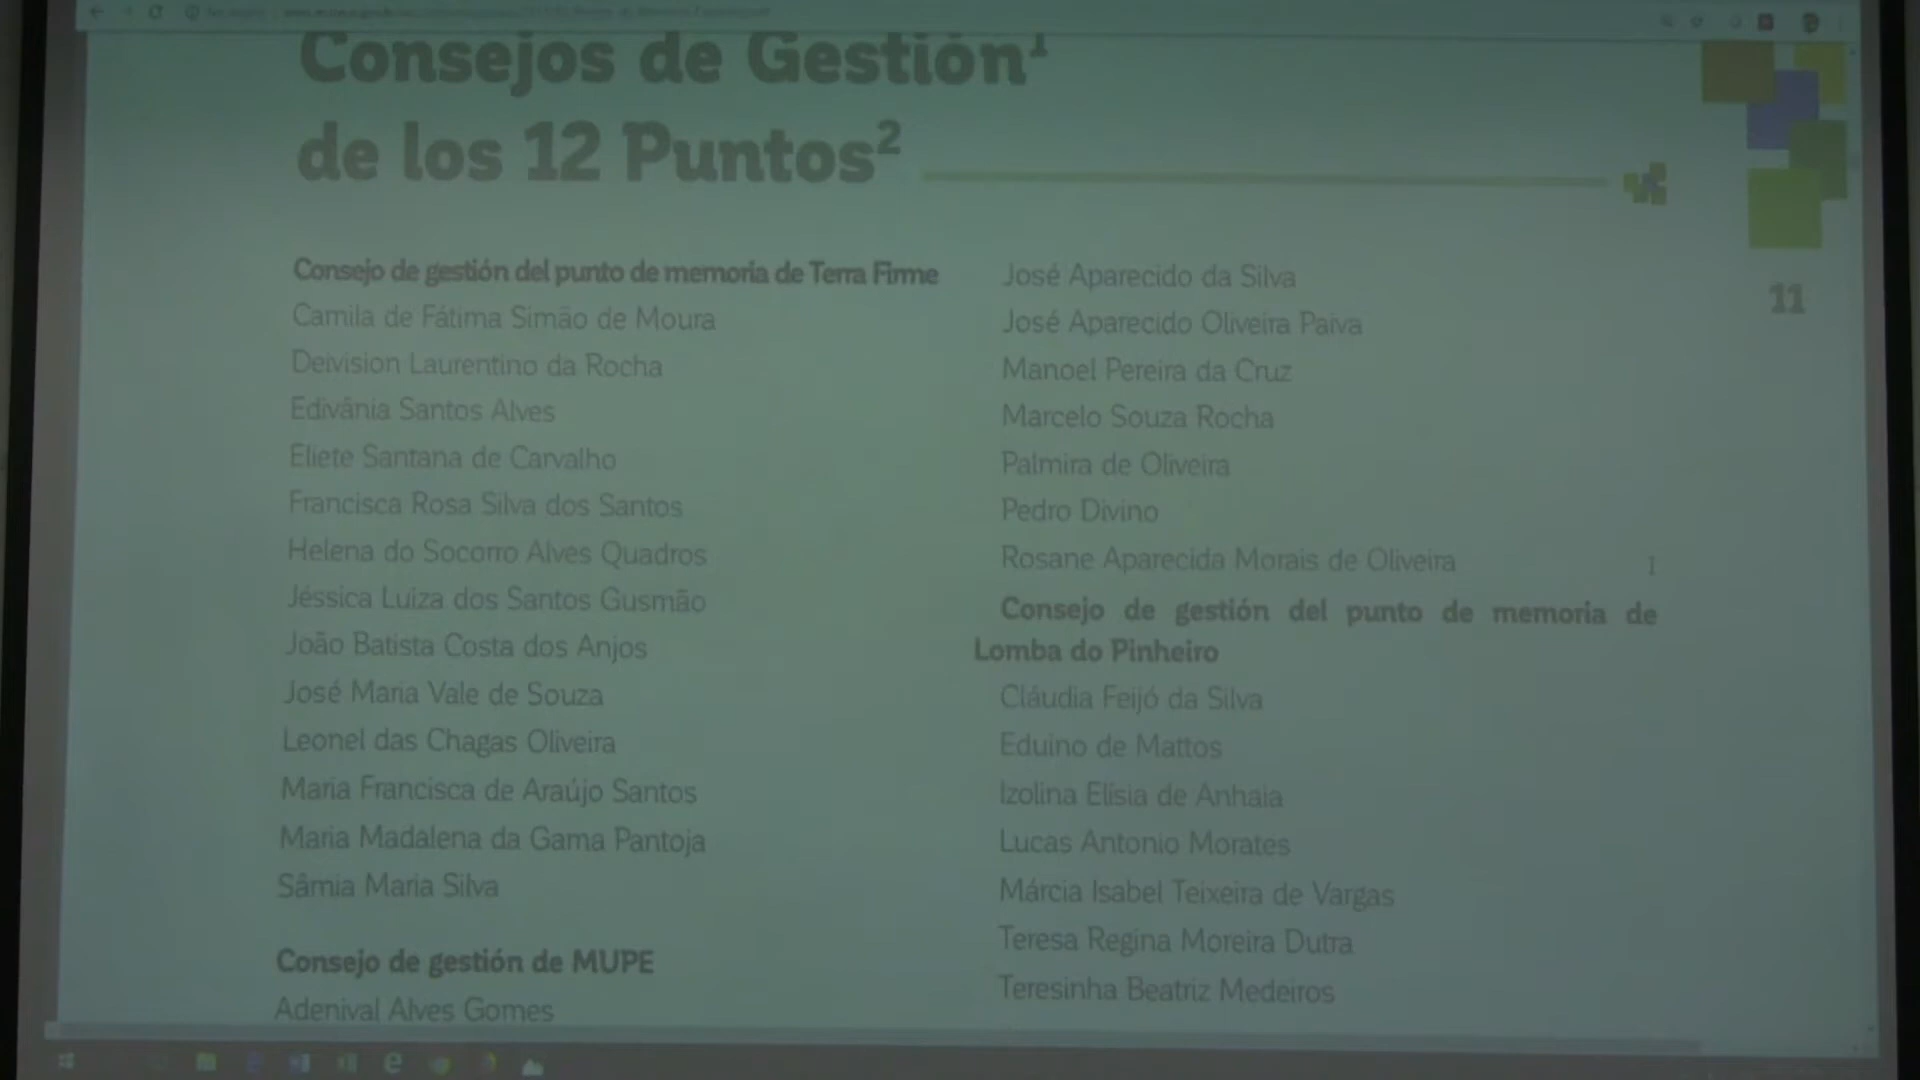 Consejos de Gestión¹
de los 12 Puntos²
Consejo de gestión del punto de memoria de Terra Firme
Camila de Fátima Simão de Moura
Deivision Laurentino da Rocha
Edivânia Santos Alves
Eliete Santana de Carvalho
Francisca Rosa Silva dos Santos
Helena do Socorro Alves Quadros
Jéssica Luiza dos Santos Gusmão
João Batista Costa dos Anjos
José Maria Vale de Souza
Leonel das Chagas Oliveira
Maria Francisca de Araújo Santos
Maria Madalena da Gama Pantoja
Sâmia Maria Silva
Consejo de gestión de MUPE
Adenival Alves Gomes
José Aparecido da Silva
José Aparecido Oliveira Paiva
Manoel Pereira da Cruz
Marcelo Souza Rocha
Palmira de Oliveira
Pedro Divino
Rosane Aparecida Morais de Oliveira
Consejo de gestión del punto de memoria de
Lomba do Pinheiro
Cláudia Feijó da Silva
Eduino de Mattos
Izolina Elísia de Anhaia
Lucas Antonio Morates
Márcia Isabel Teixeira de Vargas
Teresa Regina Moreira Dutra
Teresinha Beatriz Medeiros
11